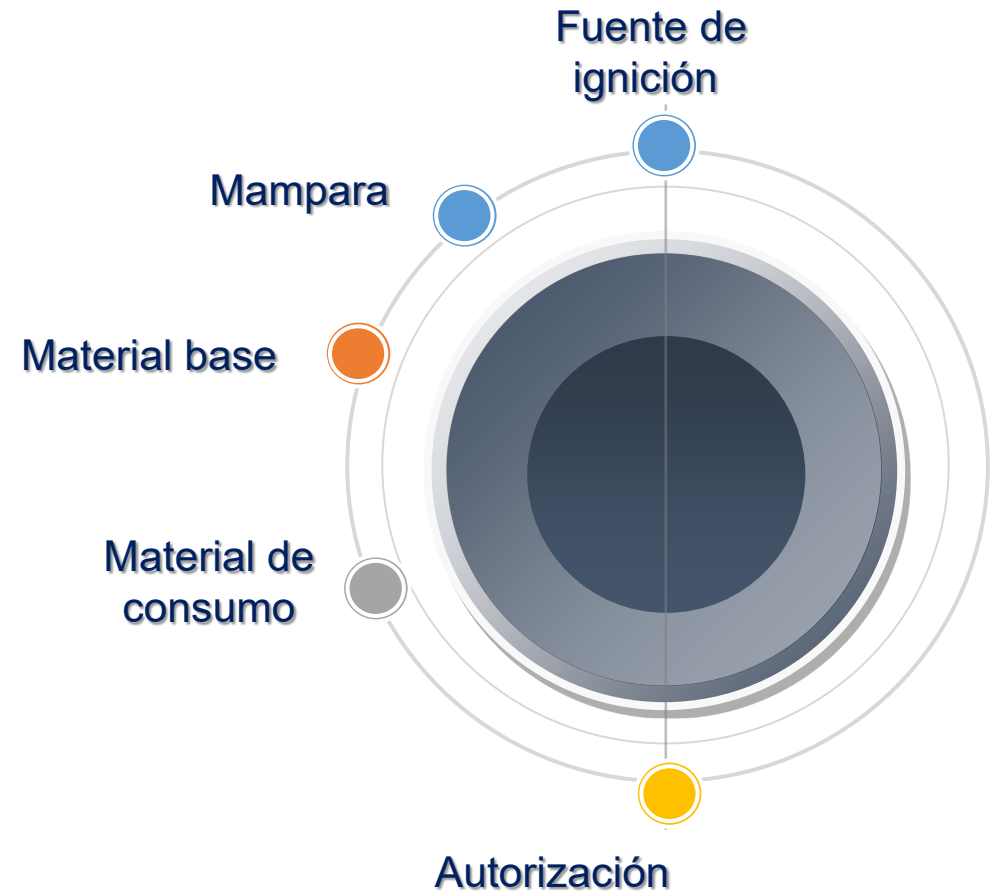 Fuente de
ignición
Mampara
Material base
Material de
consumo
Autorización